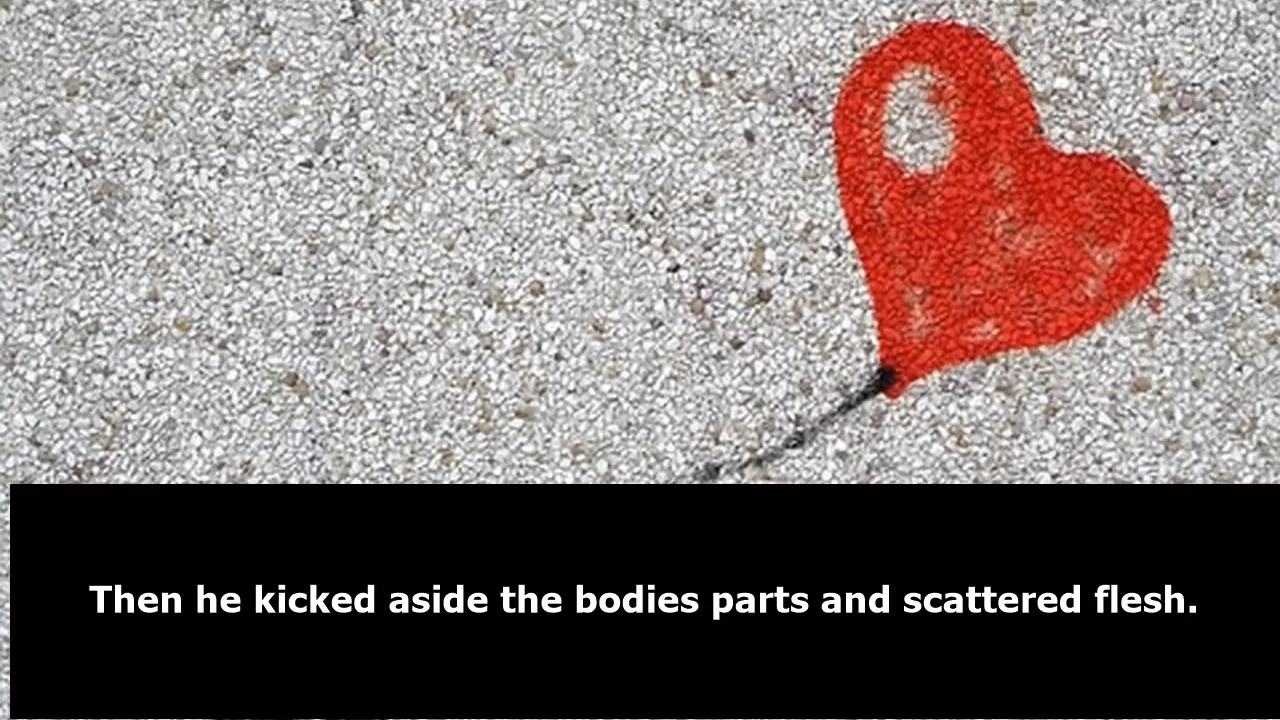 Then he kicked aside the bodies parts and scattered flesh.